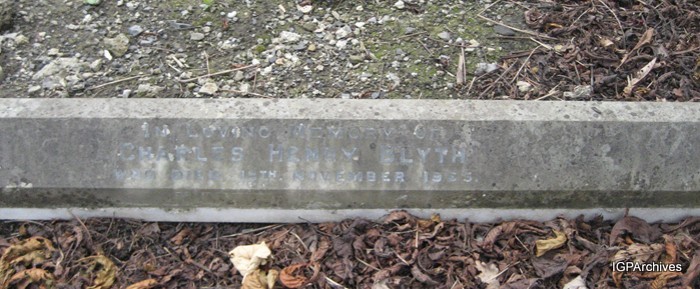 IN LOVING MEMORY OF
CHARLES HENRY BLYTH
WHO DIED NOVEMBER
IGPArchives